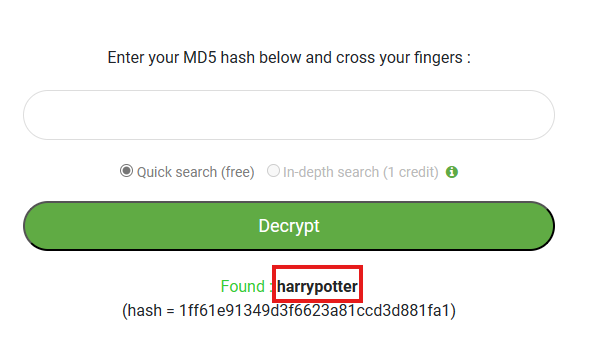 Enter your MD5 hash below and cross your fingers :
Quick search (free) In-depth search (1 credit)
Decrypt
Found : harrypotter
(hash = 1ff61e91349d3f6623a81ccd3d881fa1)